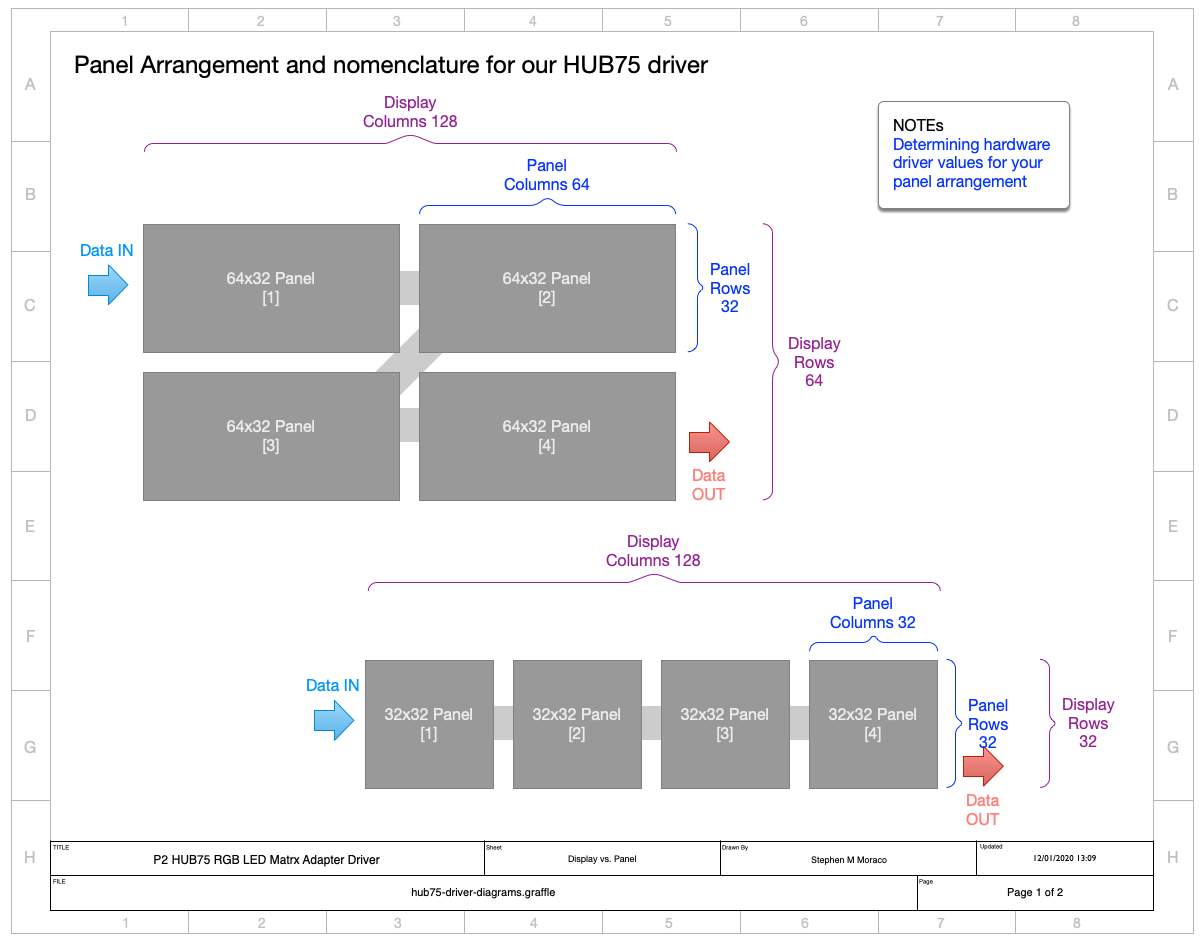 1 2 3 4 5 6 7 8
A
B
C
D
E
F
G
H
A
B
C
D
E
F
G
H
Panel Arrangement and nomenclature for our HUB75 driver
NOTEs
Determining hardware
driver values for your
panel arrangement
Display
Columns 128
Panel
Columns 64
Data IN
64x32 Panel
[1]
64x32 Panel
[2]
Panel
Rows
32
Display
Rows
64
64x32 Panel
[3]
64x32 Panel
[4]
Data
OUT
Display
Columns 128
Panel
Columns 32
Data IN
32x32 Panel
[1]
32x32 Panel
[2]
32x32 Panel
[3]
32x32 Panel
[4]
Panel
Rows
32
Display
Rows
32
Data
OUT
TITLE
P2 HUB75 RGB LED Matrx Adapter Driver
Sheet
Display vs. Panel
Drawn By
Stephen M Moraco
Updated
12/01/2020 13:09
FILE
hub75-driver-diagrams.graffle
Page
Page 1 of 2
1 2 3 4 5 6 7 8